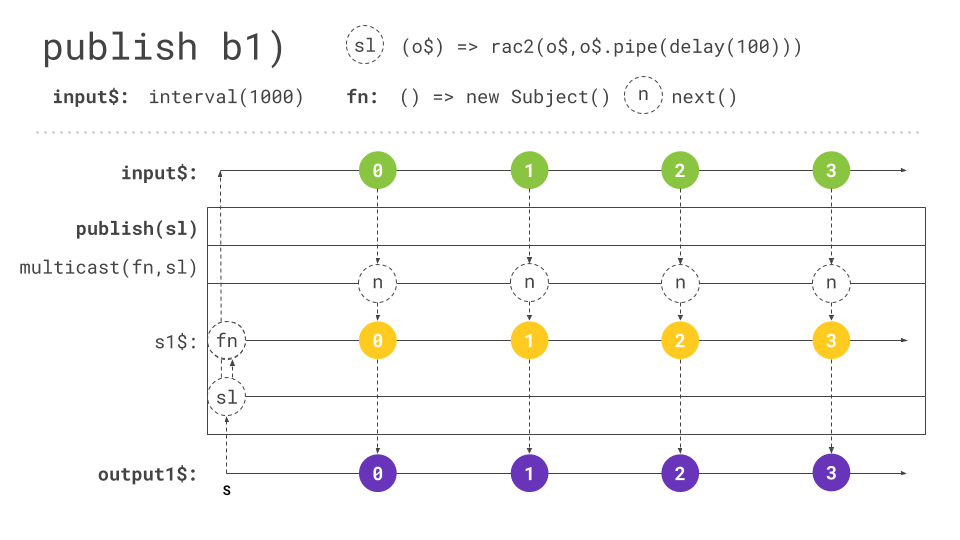 publish b1)
sl (o$) => rac2(o$,o$.pipe(delay(100)))
input$: interval(1000) fn: () => new Subject() n next()
input$: 0 1 2 3
publish(sl)
multicast(fn,sl)
n n n n
s1$: fn 0 1 2 3
sl
output1$: 0 1 2 3
s